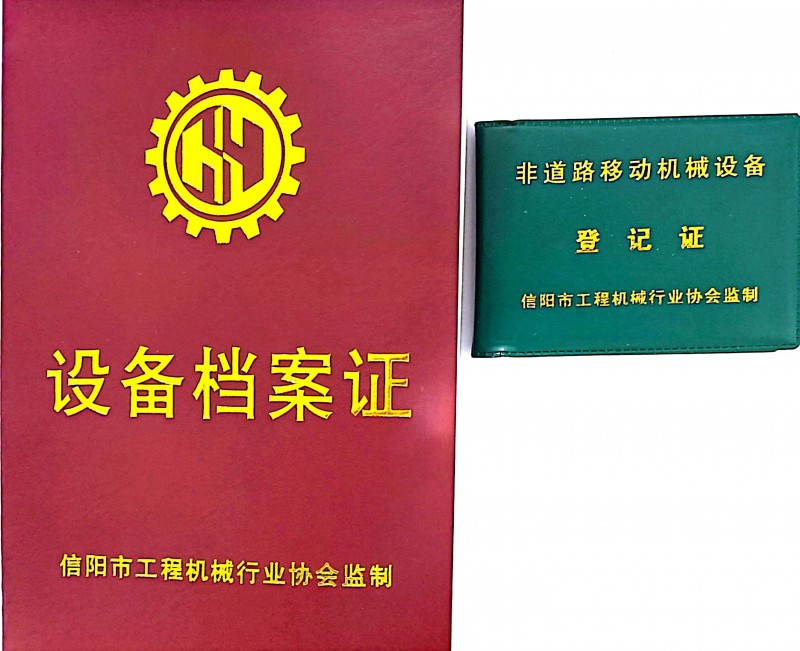 设备档案证
信阳市工程机械行业协会监制
非道路移动机械设备
登记证
信阳市工程机械行业协会监制